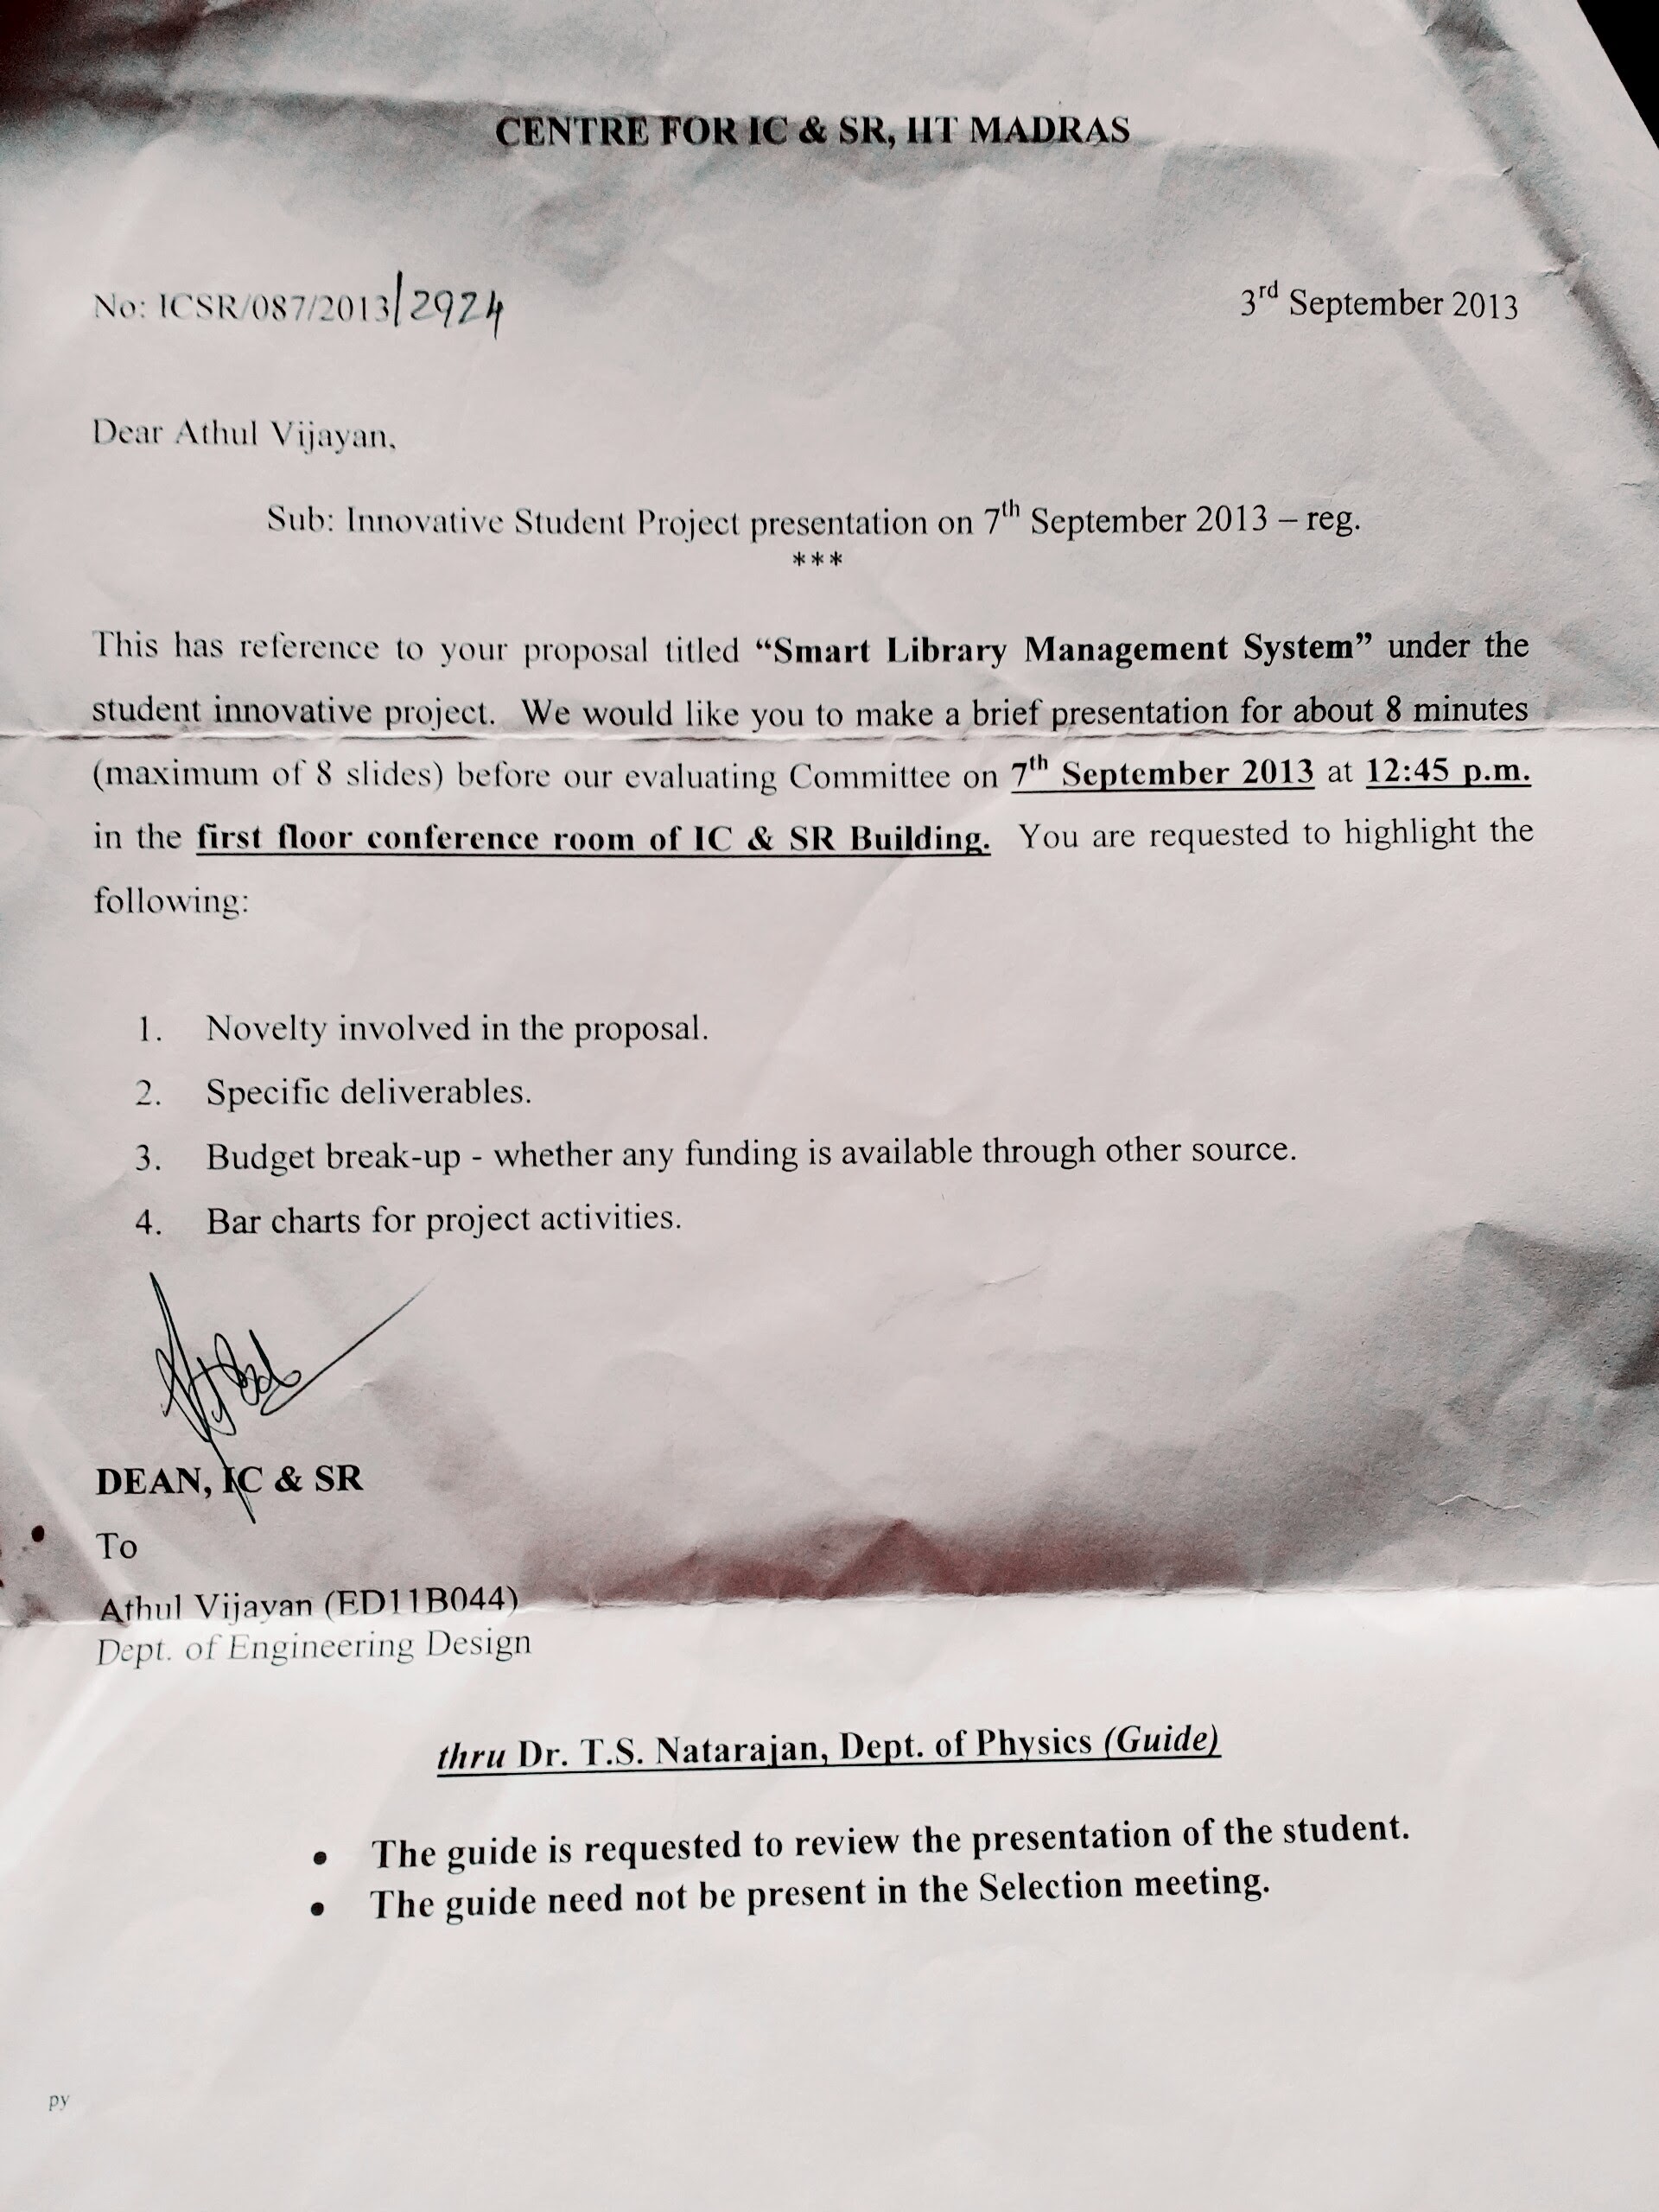 CENTRE FOR IC & SR, IIT MADRAS
No: ICSR/087/2013/2924
3rd September 2013
Dear Athul Vijayan,
Sub: Innovative Student Project presentation on 7th September 2013 – reg.
***
This has reference to your proposal titled “Smart Library Management System” under the
student innovative project. We would like you to make a brief presentation for about 8 minutes
(maximum of 8 slides) before our evaluating Committee on 7th September 2013 at 12:45 p.m.
in the first floor conference room of IC & SR Building. You are requested to highlight the
following:
1. Novelty involved in the proposal.
2. Specific deliverables.
3. Budget break-up - whether any funding is available through other source.
4. Bar charts for project activities.
DEAN, IC & SR
To
Athul Vijayan (ED11B044)
Dept. of Engineering Design
thru Dr. T.S. Natarajan, Dept. of Physics (Guide)
• The guide is requested to review the presentation of the student.
• The guide need not be present in the Selection meeting.
py